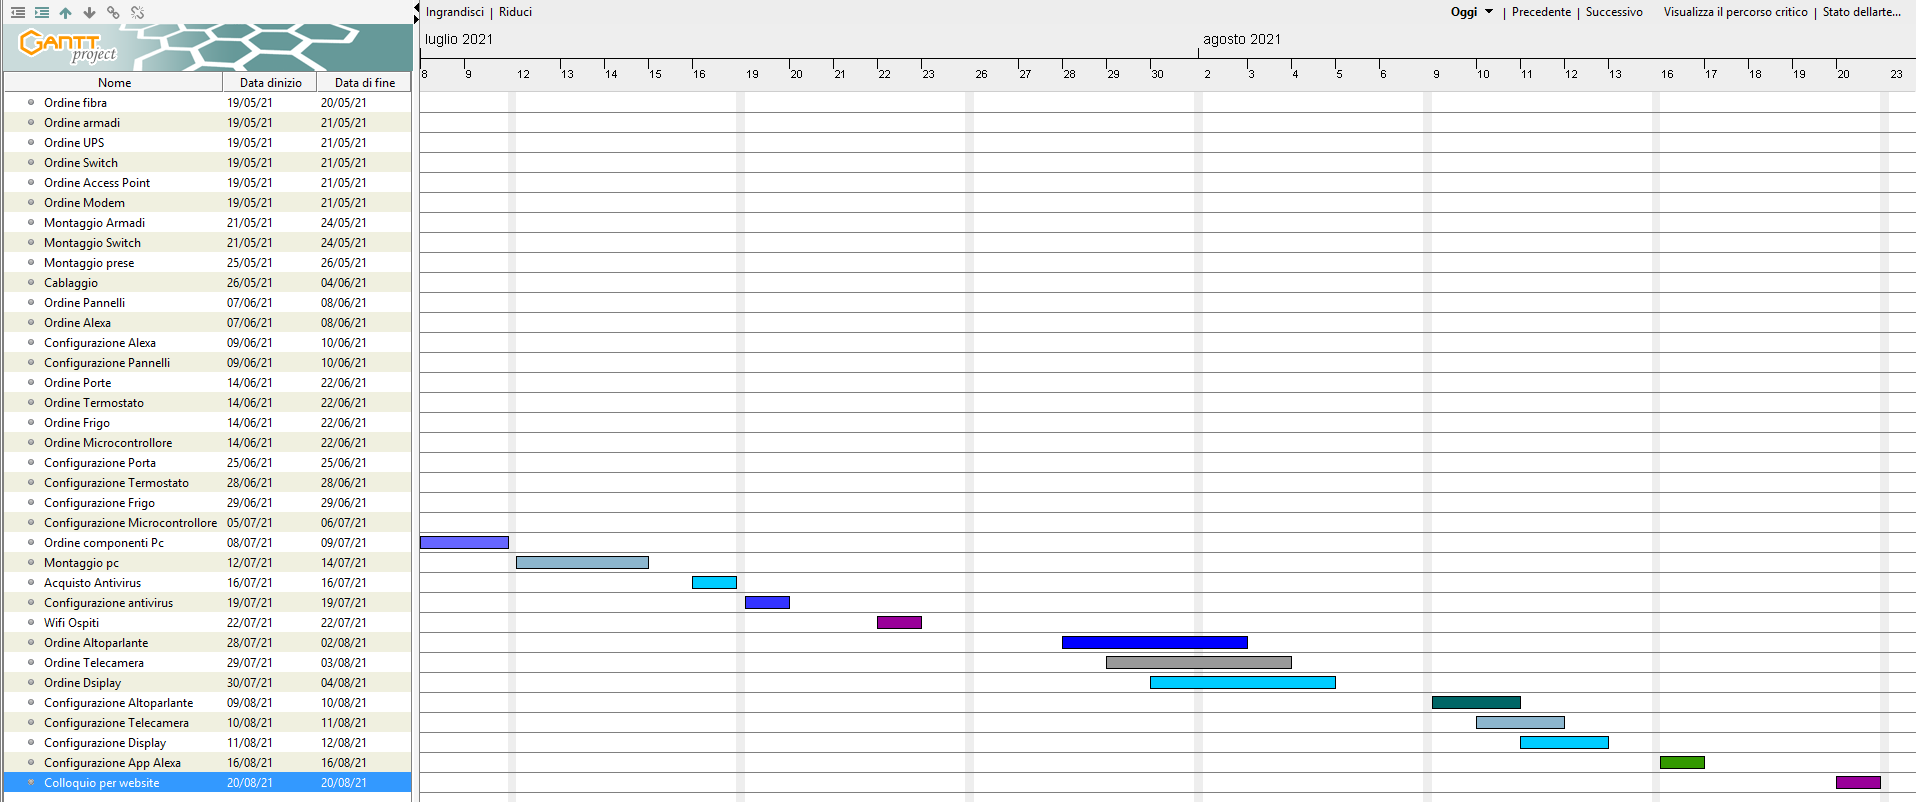 Ingrandisci | Riduci
Oggi | Precedente | Successivo Visualizza il percorso critico | Stato dellarte...
GANTT project
luglio 2021 agosto 2021
8 9 12 13 14 15 16 19 20 21 22 23 26 27 28 29 30 2 3 4 5 6 9 10 11 12 13 16 17 18 19 20 23
Nome Data dinizio Data di fine
Ordine fibra 19/05/21 20/05/21
Ordine armadi 19/05/21 21/05/21
Ordine UPS 19/05/21 21/05/21
Ordine Switch 19/05/21 21/05/21
Ordine Access Point 19/05/21 21/05/21
Ordine Modem 19/05/21 21/05/21
Montaggio Armadi 21/05/21 24/05/21
Montaggio Switch 21/05/21 24/05/21
Montaggio prese 25/05/21 26/05/21
Cablaggio 26/05/21 04/06/21
Ordine Pannelli 07/06/21 08/06/21
Ordine Alexa 07/06/21 08/06/21
Configurazione Alexa 09/06/21 10/06/21
Configurazione Pannelli 09/06/21 10/06/21
Ordine Porte 14/06/21 22/06/21
Ordine Termostato 14/06/21 22/06/21
Ordine Frigo 14/06/21 22/06/21
Ordine Microcontrollore 14/06/21 22/06/21
Configurazione Porta 25/06/21 25/06/21
Configurazione Termostato 28/06/21 28/06/21
Configurazione Frigo 29/06/21 29/06/21
Configurazione Microcontrollore 05/07/21 06/07/21
Ordine componenti Pc 08/07/21 09/07/21
Montaggio pc 12/07/21 14/07/21
Acquisto Antivirus 16/07/21 16/07/21
Configurazione antivirus 19/07/21 19/07/21
Wifi Ospiti 22/07/21 22/07/21
Ordine Altoparlante 28/07/21 02/08/21
Ordine Telecamera 29/07/21 03/08/21
Ordine Dsiplay 30/07/21 04/08/21
Configurazione Altoparlante 09/08/21 10/08/21
Configurazione Telecamera 10/08/21 11/08/21
Configurazione Display 11/08/21 12/08/21
Configurazione App Alexa 16/08/21 16/08/21
Colloquio per website 20/08/21 20/08/21